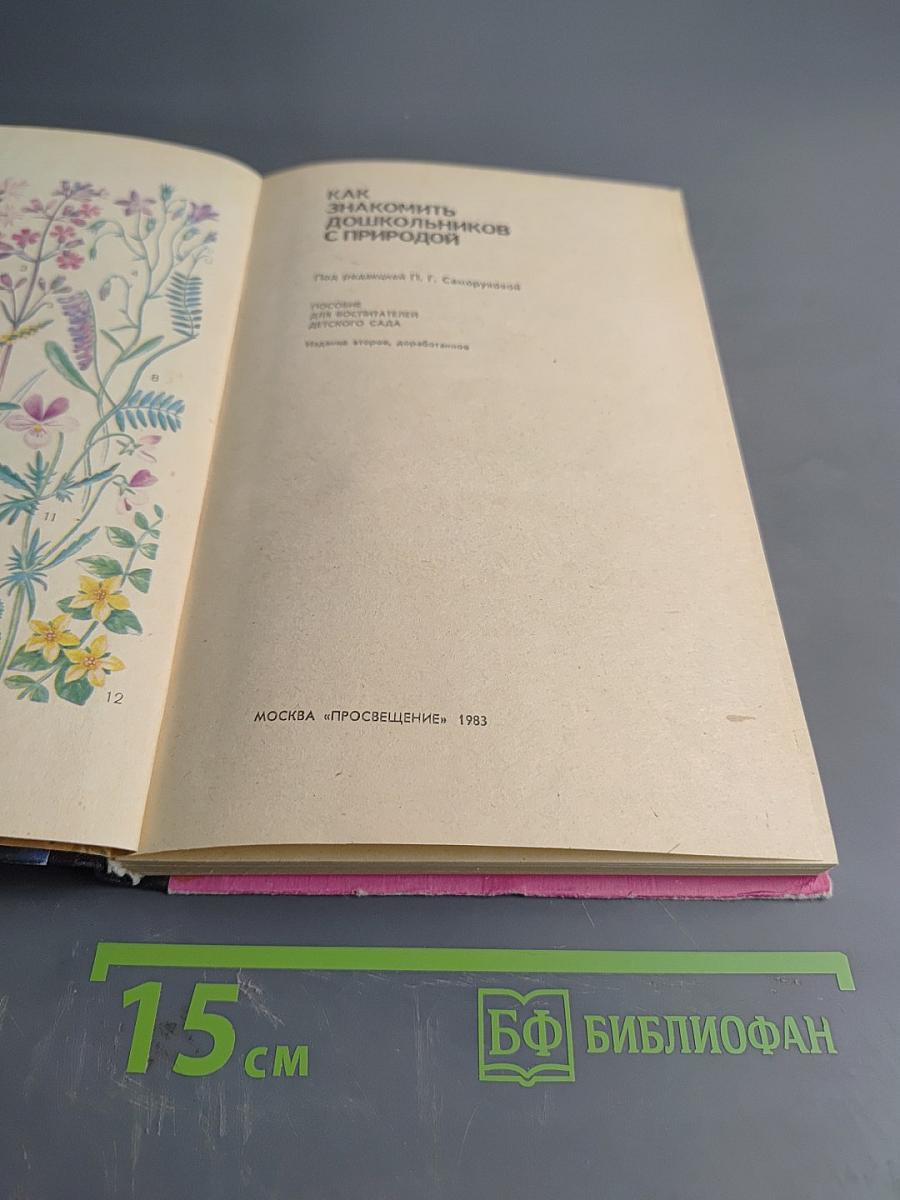 3
8
11
12
КАК
ЗНАКОМИТЬ
ДОШКОЛЬНИКОВ
С ПРИРОДОЙ
Под редакцией П. Г. Саморуковой
ПОСОБИЕ
ДЛЯ ВОСПИТАТЕЛЕЙ
ДЕТСКОГО САДА
Издание второе, доработанное
МОСКВА «ПРОСВЕЩЕНИЕ» 1983
15 см
БФ БИБЛИОФАН